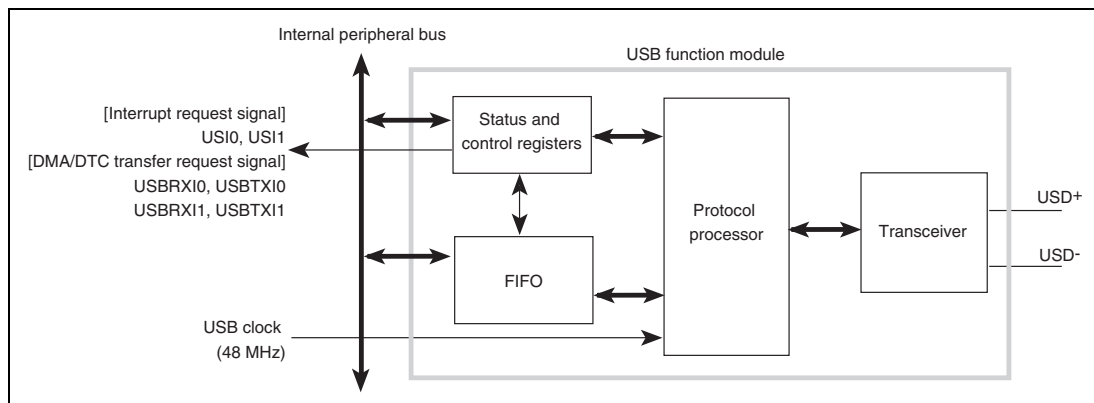 Internal peripheral bus
USB function module
[Interrupt request signal]
USI0, USI1
[DMA/DTC transfer request signal]
USBRXI0, USBTXI0
USBRXI1, USBTXI1
Status and
control registers
FIFO
Protocol
processor
Transceiver
USD+
USD-
USB clock
(48 MHz)